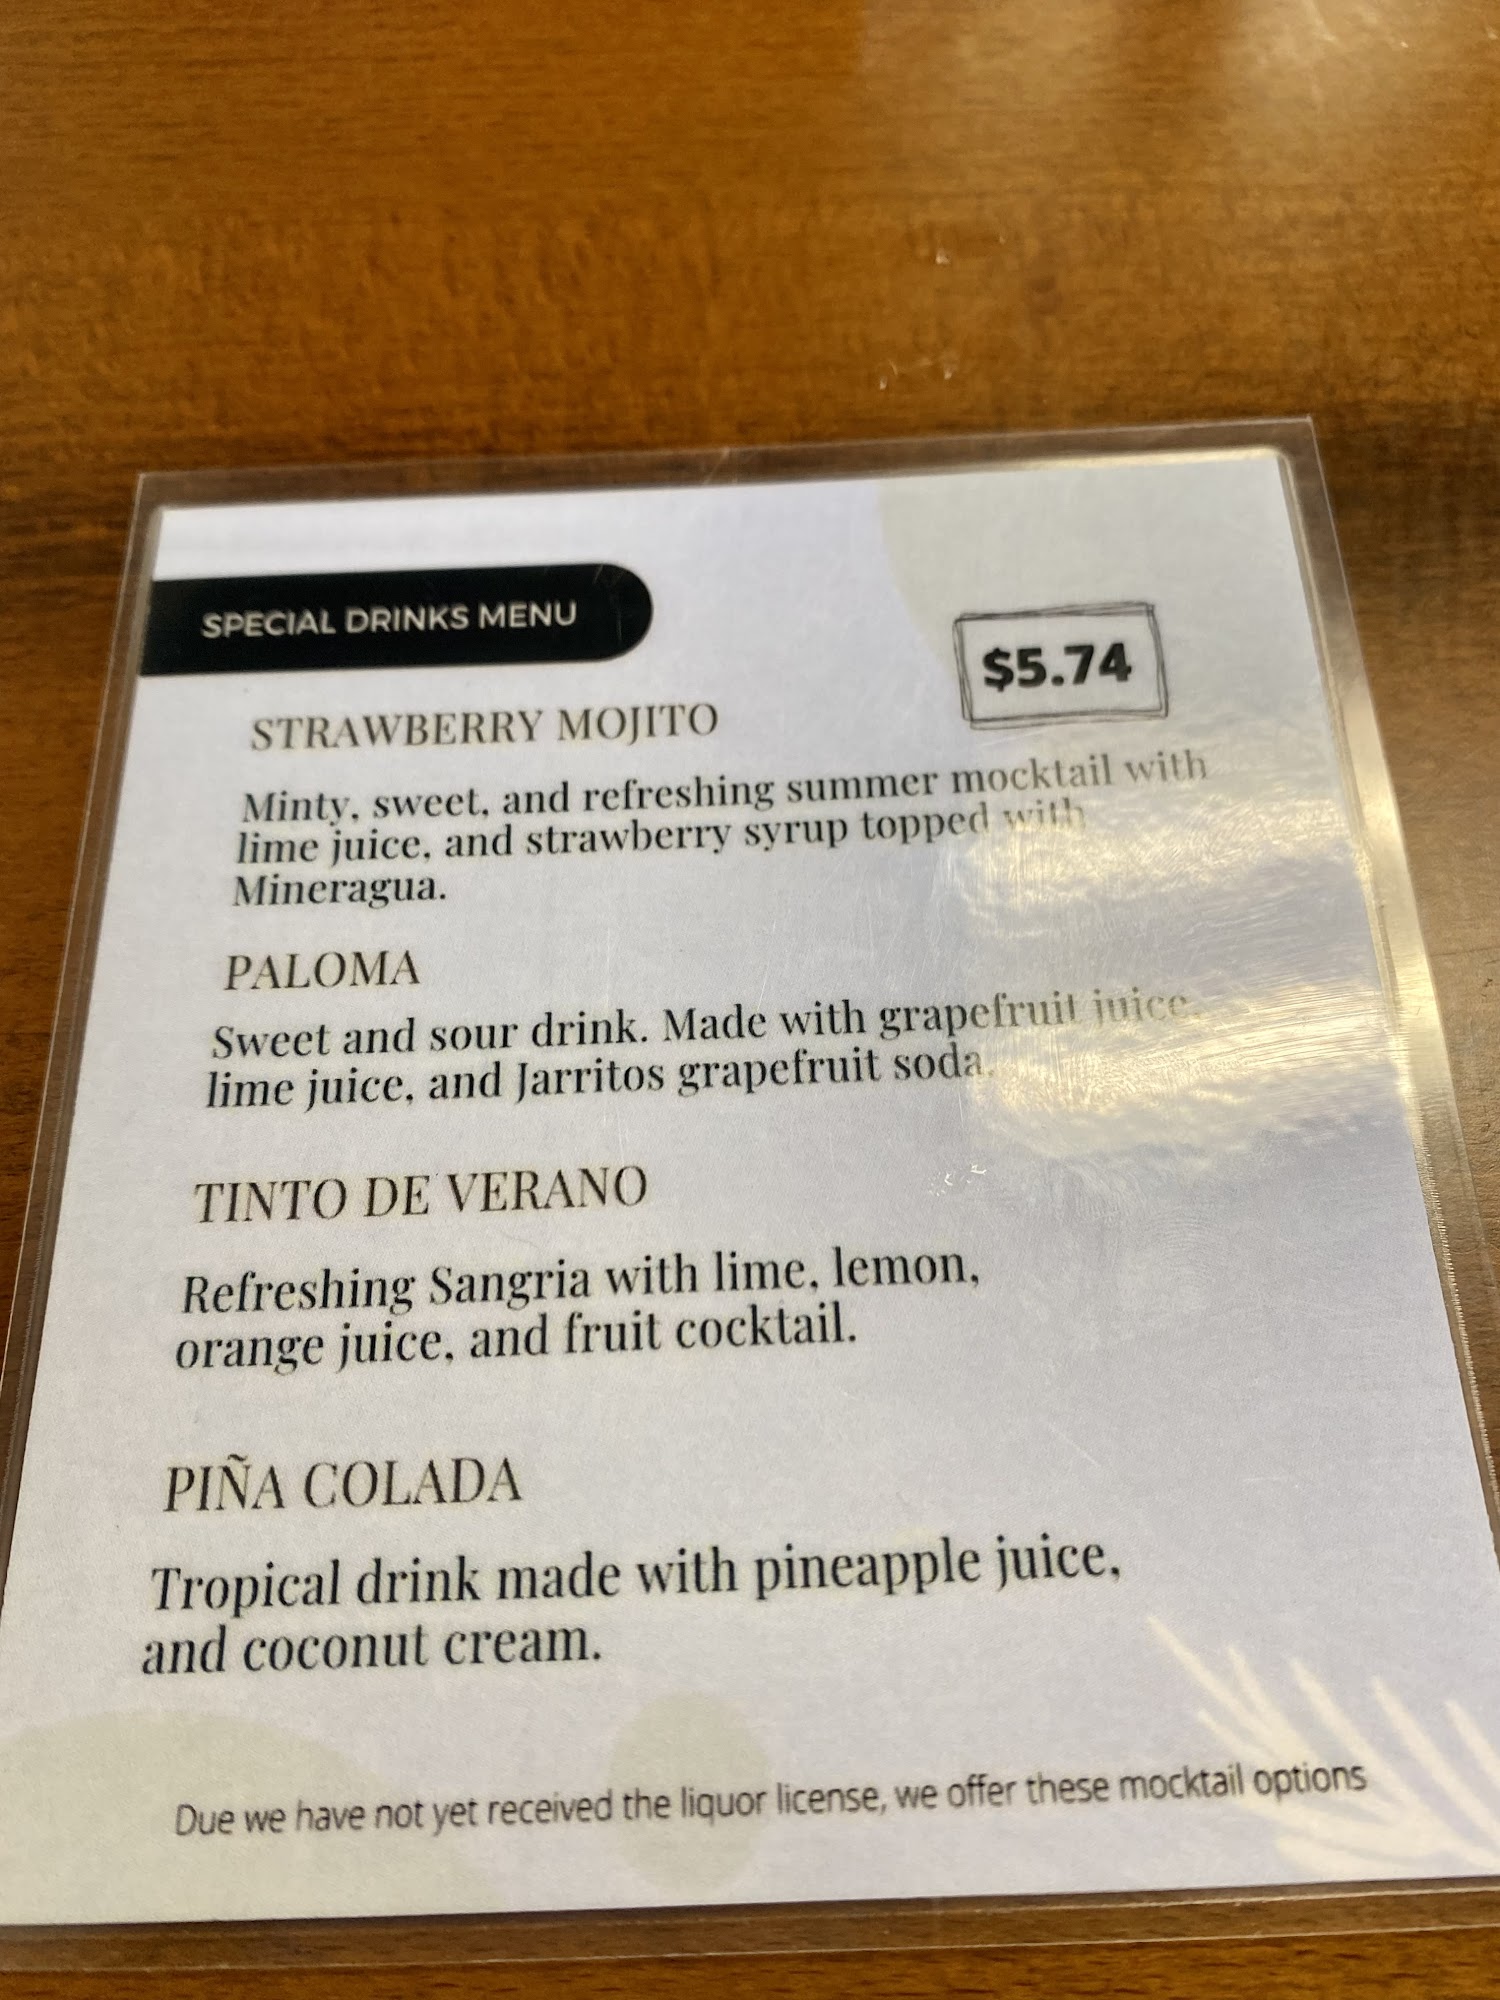 SPECIAL DRINKS MENU
$5.74
STRAWBERRY MOJITO
Minty, sweet, and refreshing summer mocktail with
lime juice, and strawberry syrup topped with
Mineragua.
PALOMA
Sweet and sour drink. Made with grapefruit juice,
lime juice, and Jarritos grapefruit soda.
TINTO DE VERANO
Refreshing Sangria with lime, lemon,
orange juice, and fruit cocktail.
PIÑA COLADA
Tropical drink made with pineapple juice,
and coconut cream.
Due we have not yet received the liquor license, we offer these mocktail options